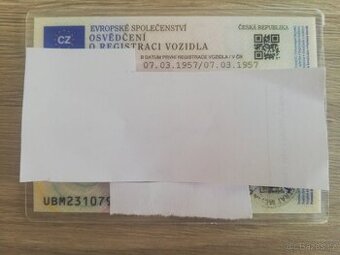 EVROPSKÉ SPOLEČENSTVÍ
ČESKÁ REPUBLIKA
CZ
OSVĚDČENÍ
O REGISTRACI VOZIDLA
B DATUM PRVNÍ REGISTRACE VOZIDLA / V ČR
07.03.1957/07.03.1957
UBM231079